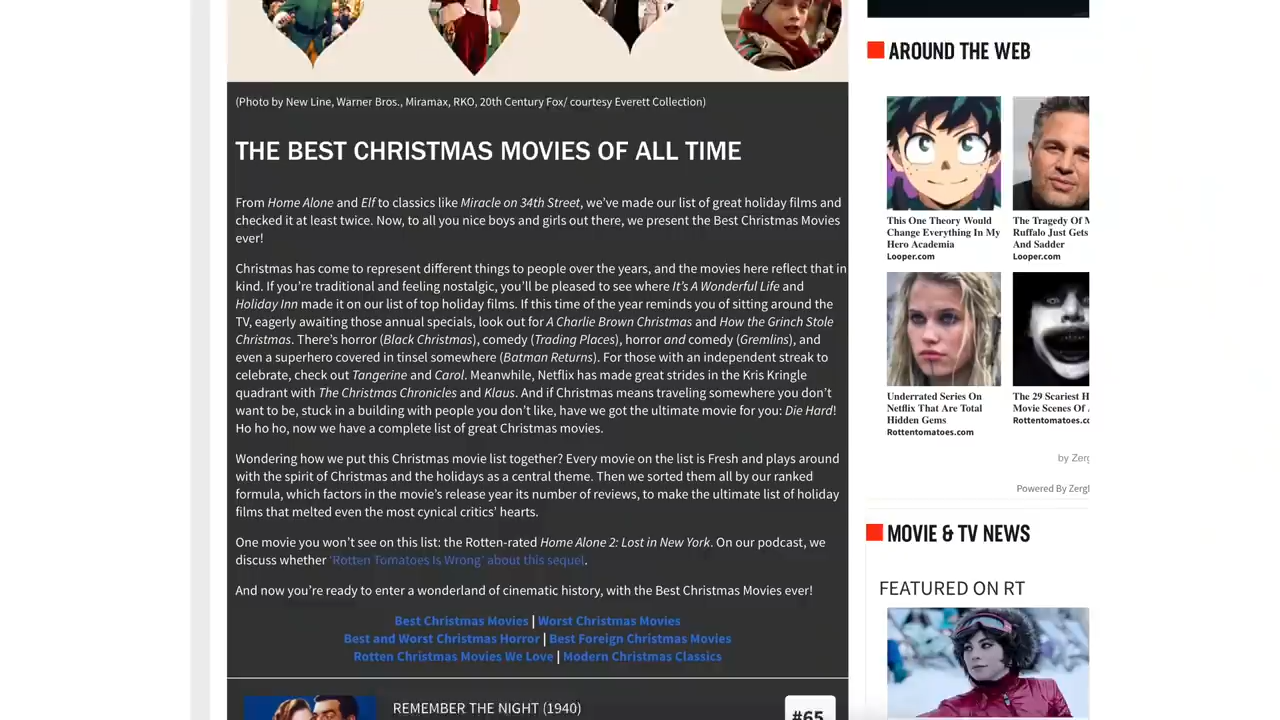 (Photo by New Line, Warner Bros., Miramax, RKO, 20th Century Fox/ courtesy Everett Collection)
THE BEST CHRISTMAS MOVIES OF ALL TIME
From Home Alone and Elf to classics like Miracle on 34th Street, we’ve made our list of great holiday films and
checked it at least twice. Now, to all you nice boys and girls out there, we present the Best Christmas Movies
ever!
Christmas has come to represent different things to people over the years, and the movies here reflect that in
kind. If you’re traditional and feeling nostalgic, you’ll be pleased to see where It’s A Wonderful Life and
Holiday Inn made it on our list of top holiday films. If this time of the year reminds you of sitting around the
TV, eagerly awaiting those annual specials, look out for A Charlie Brown Christmas and How the Grinch Stole
Christmas. There’s horror (Black Christmas), comedy (Trading Places), horror and comedy (Gremlins), and
even a superhero covered in tinsel somewhere (Batman Returns). For those with an independent streak to
celebrate, check out Tangerine and Carol. Meanwhile, Netflix has made great strides in the Kris Kringle
quadrant with The Christmas Chronicles and Klaus. And if Christmas means traveling somewhere you don’t
want to be, stuck in a building with people you don’t like, have we got the ultimate movie for you: Die Hard!
Ho ho ho, now we have a complete list of great Christmas movies.
Wondering how we put this Christmas movie list together? Every movie on the list is Fresh and plays around
with the spirit of Christmas and the holidays as a central theme. Then we sorted them all by our ranked
formula, which factors in the movie’s release year its number of reviews, to make the ultimate list of holiday
films that melted even the most cynical critics’ hearts.
One movie you won’t see on this list: the Rotten-rated Home Alone 2: Lost in New York. On our podcast, we
discuss whether ‘Rotten Tomatoes Is Wrong’ about this sequel.
And now you’re ready to enter a wonderland of cinematic history, with the Best Christmas Movies ever!
Best Christmas Movies | Worst Christmas Movies
Best and Worst Christmas Horror | Best Foreign Christmas Movies
Rotten Christmas Movies We Love | Modern Christmas Classics
REMEMBER THE NIGHT (1940)
#65
AROUND THE WEB
This One Theory Would
Change Everything In My
Hero Academia
Looper.com
The Tragedy Of M
Ruffalo Just Gets
And Sadder
Looper.com
Underrated Series On
Netflix That Are Total
Hidden Gems
Rottentomatoes.com
The 29 Scariest H
Movie Scenes Of
Rottentomatoes.co
by Zerg
Powered By Zergl
MOVIE & TV NEWS
FEATURED ON RT